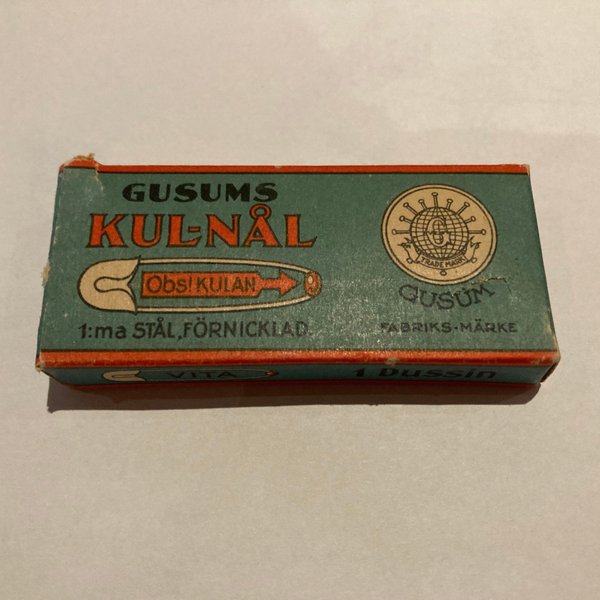 GUSUMS
KUL-NÅL
Obs! KULAN
1:ma STÅL, FÖRNICKLAD.
G
TRADE MARK
GUSUM
FABRIKS-MÄRKE
VITA
1 Dussin